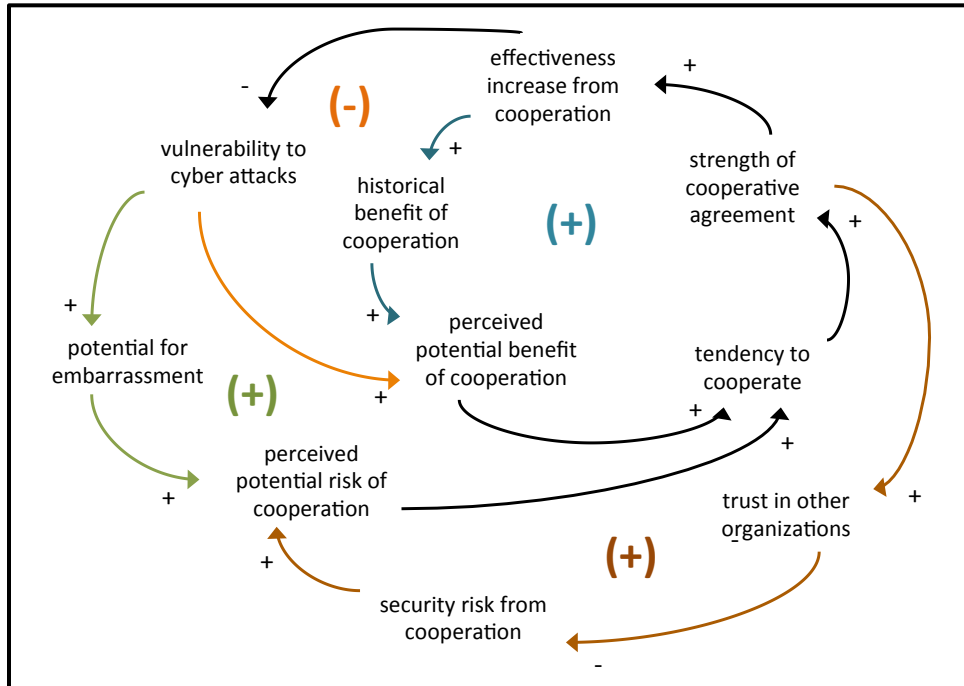 effectiveness
increase from
cooperation
+
-
(-)
+
vulnerability to
cyber attacks
strength of
cooperative
agreement
historical
benefit of
cooperation
(+)
+
+
+
perceived
potential benefit
of cooperation
potential for
embarrassment
tendency to
cooperate
(+)
+
+
+
perceived
potential risk of
cooperation
+
trust in other
organizations
+
-
(+)
+
security risk from
cooperation
-